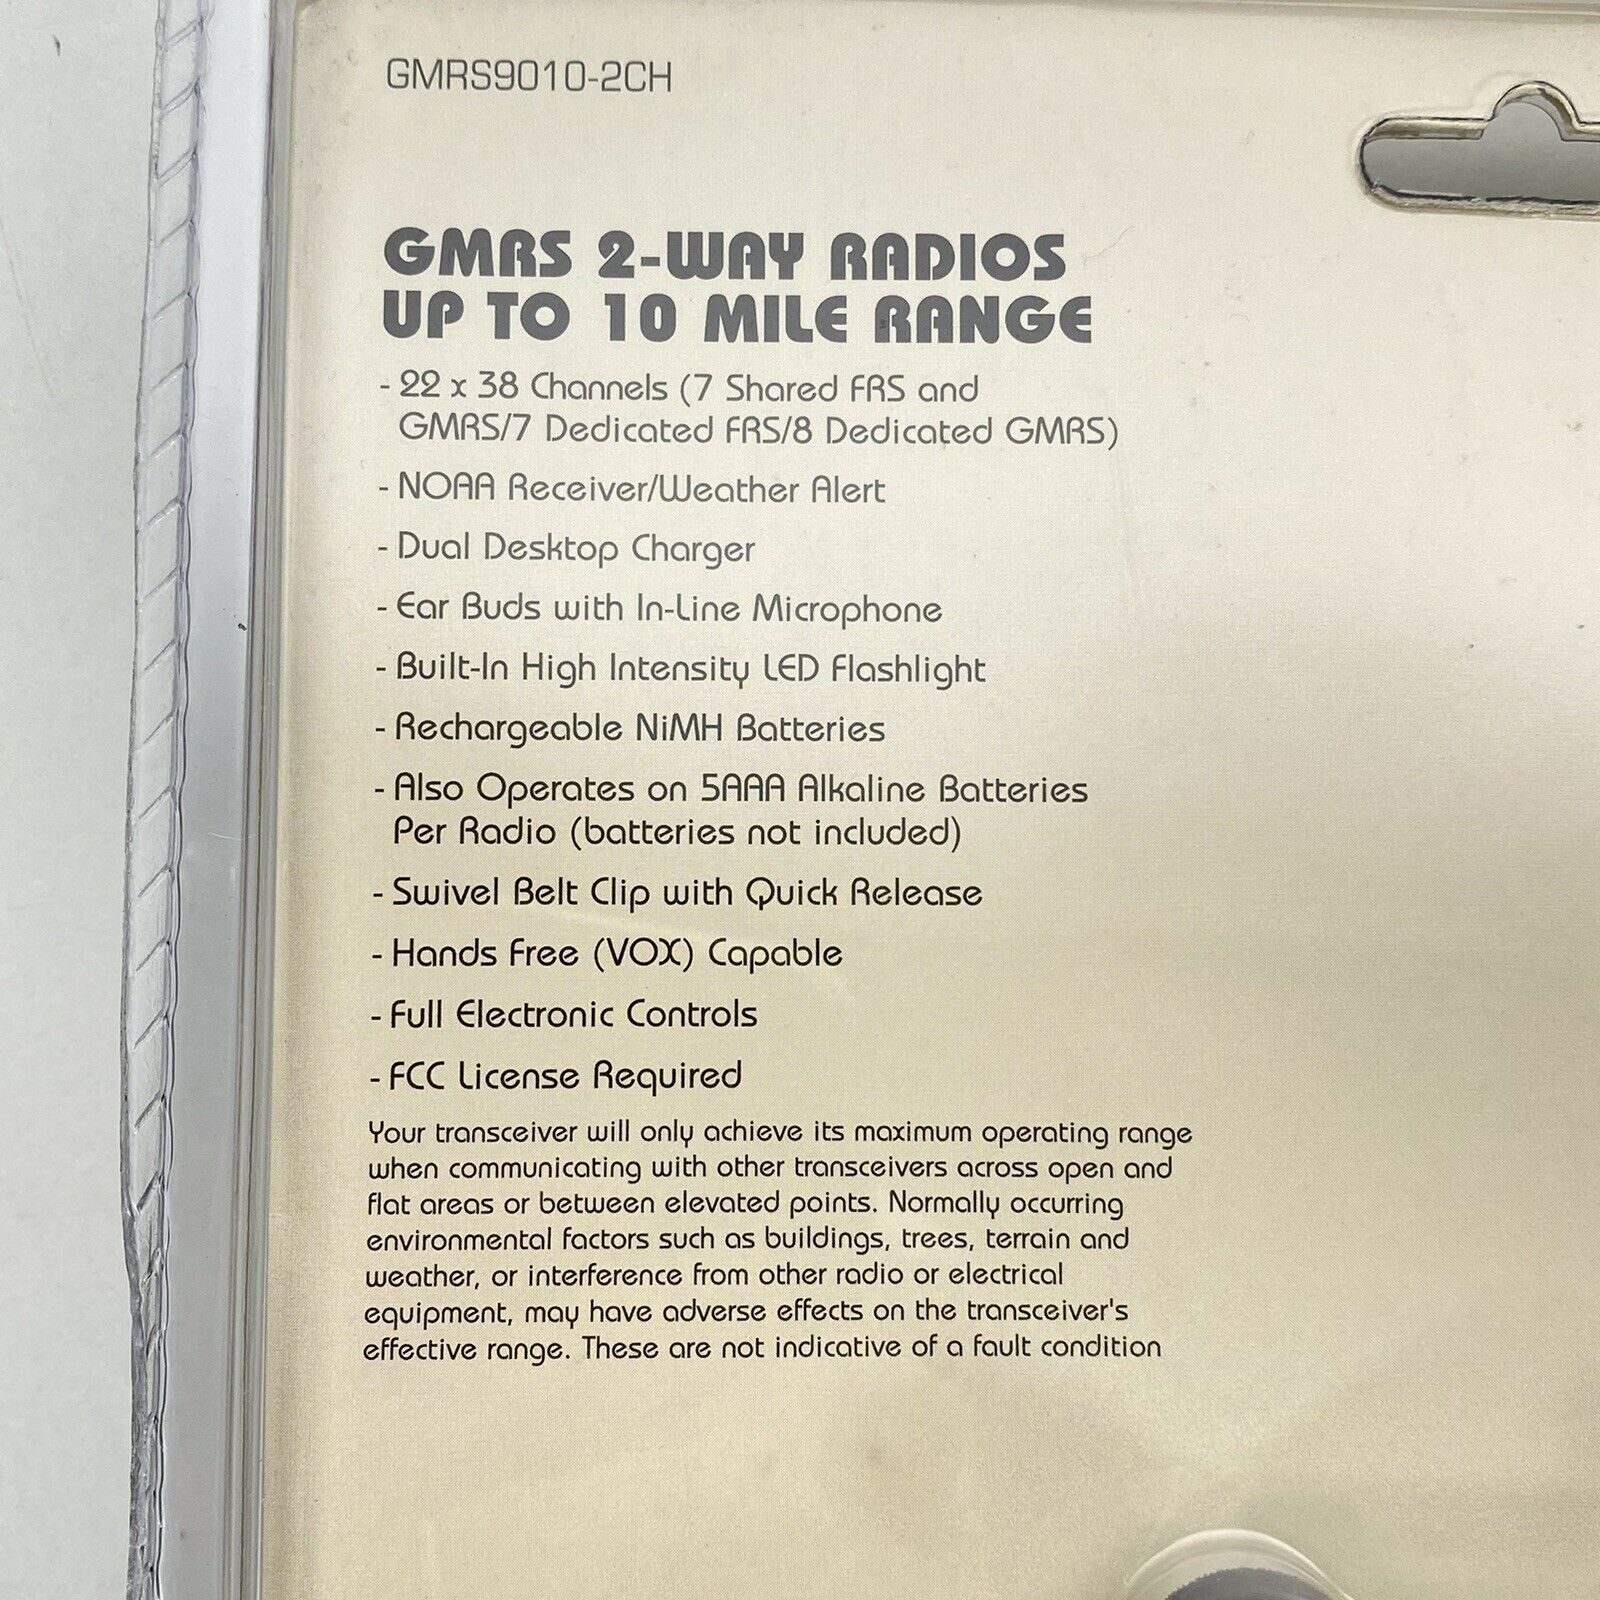 GMRS9010-2CH
GMRS 2-WAY RADIOS
UP TO 10 MILE RANGE
- 22 x 38 Channels (7 Shared FRS and
GMRS/7 Dedicated FRS/8 Dedicated GMRS)
- NOAA Receiver/Weather Alert
- Dual Desktop Charger
- Ear Buds with In-Line Microphone
- Built-In High Intensity LED Flashlight
- Rechargeable NiMH Batteries
- Also Operates on 5AAA Alkaline Batteries
Per Radio (batteries not included)
- Swivel Belt Clip with Quick Release
- Hands Free (VOX) Capable
- Full Electronic Controls
- FCC License Required
Your transceiver will only achieve its maximum operating range
when communicating with other transceivers across open and
flat areas or between elevated points. Normally occurring
environmental factors such as buildings, trees, terrain and
weather, or interference from other radio or electrical
equipment, may have adverse effects on the transceiver's
effective range. These are not indicative of a fault condition